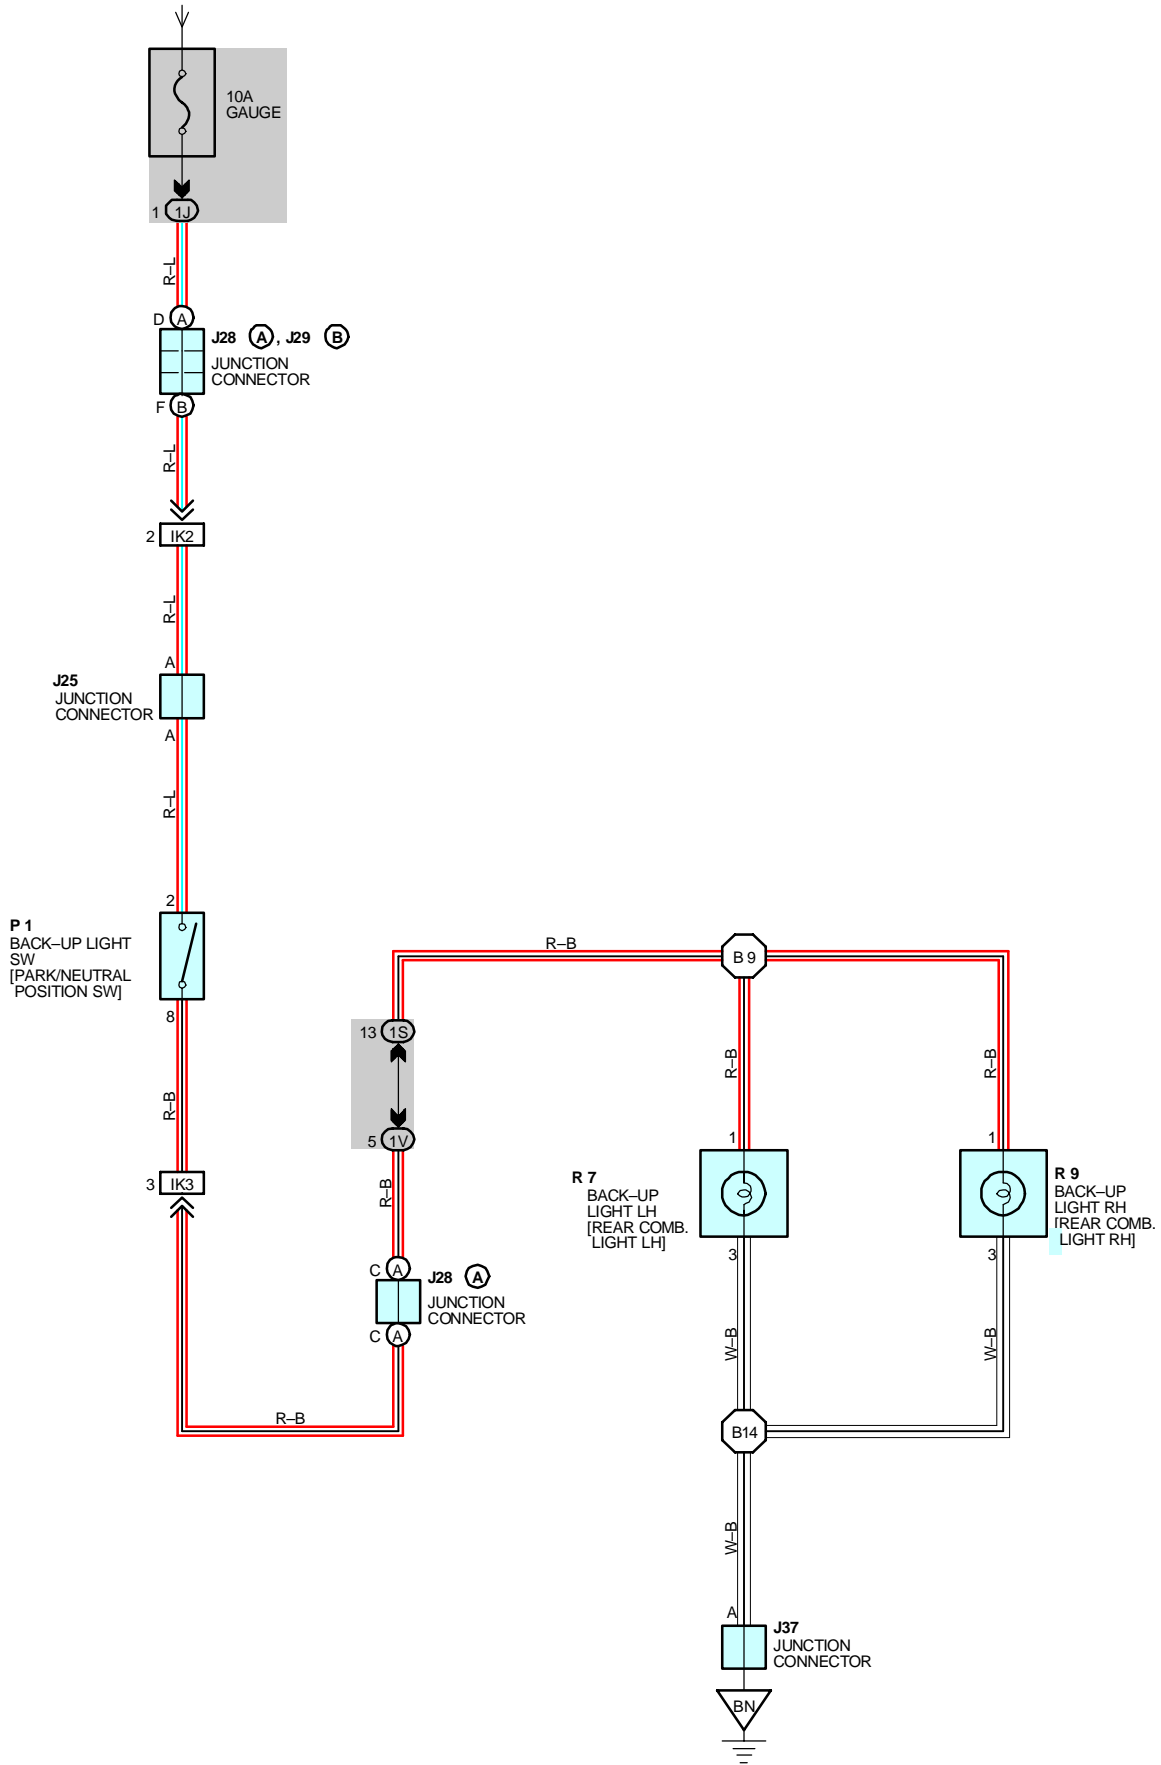 10A
GAUGE
1 1J
R–L
D A
J28 A , J29 B
JUNCTION
CONNECTOR
F B
R–L
2 IK2
R–L
A
J25
JUNCTION
CONNECTOR
A
R–L
2
P 1
BACK–UP LIGHT
SW
[PARK/NEUTRAL
POSITION SW]
8
R–B
3 IK3
R–B
C A
J28 A
JUNCTION
CONNECTOR
C A
R–B
5 1V
13 1S
R–B
B 9
R–B
R–B
1
R 7
BACK–UP
LIGHT LH
[REAR COMB.
LIGHT LH]
3
1
R 9
BACK–UP
LIGHT RH
[REAR COMB.
LIGHT RH]
3
W–B
W–B
B14
W–B
A
J37
JUNCTION
CONNECTOR
BN